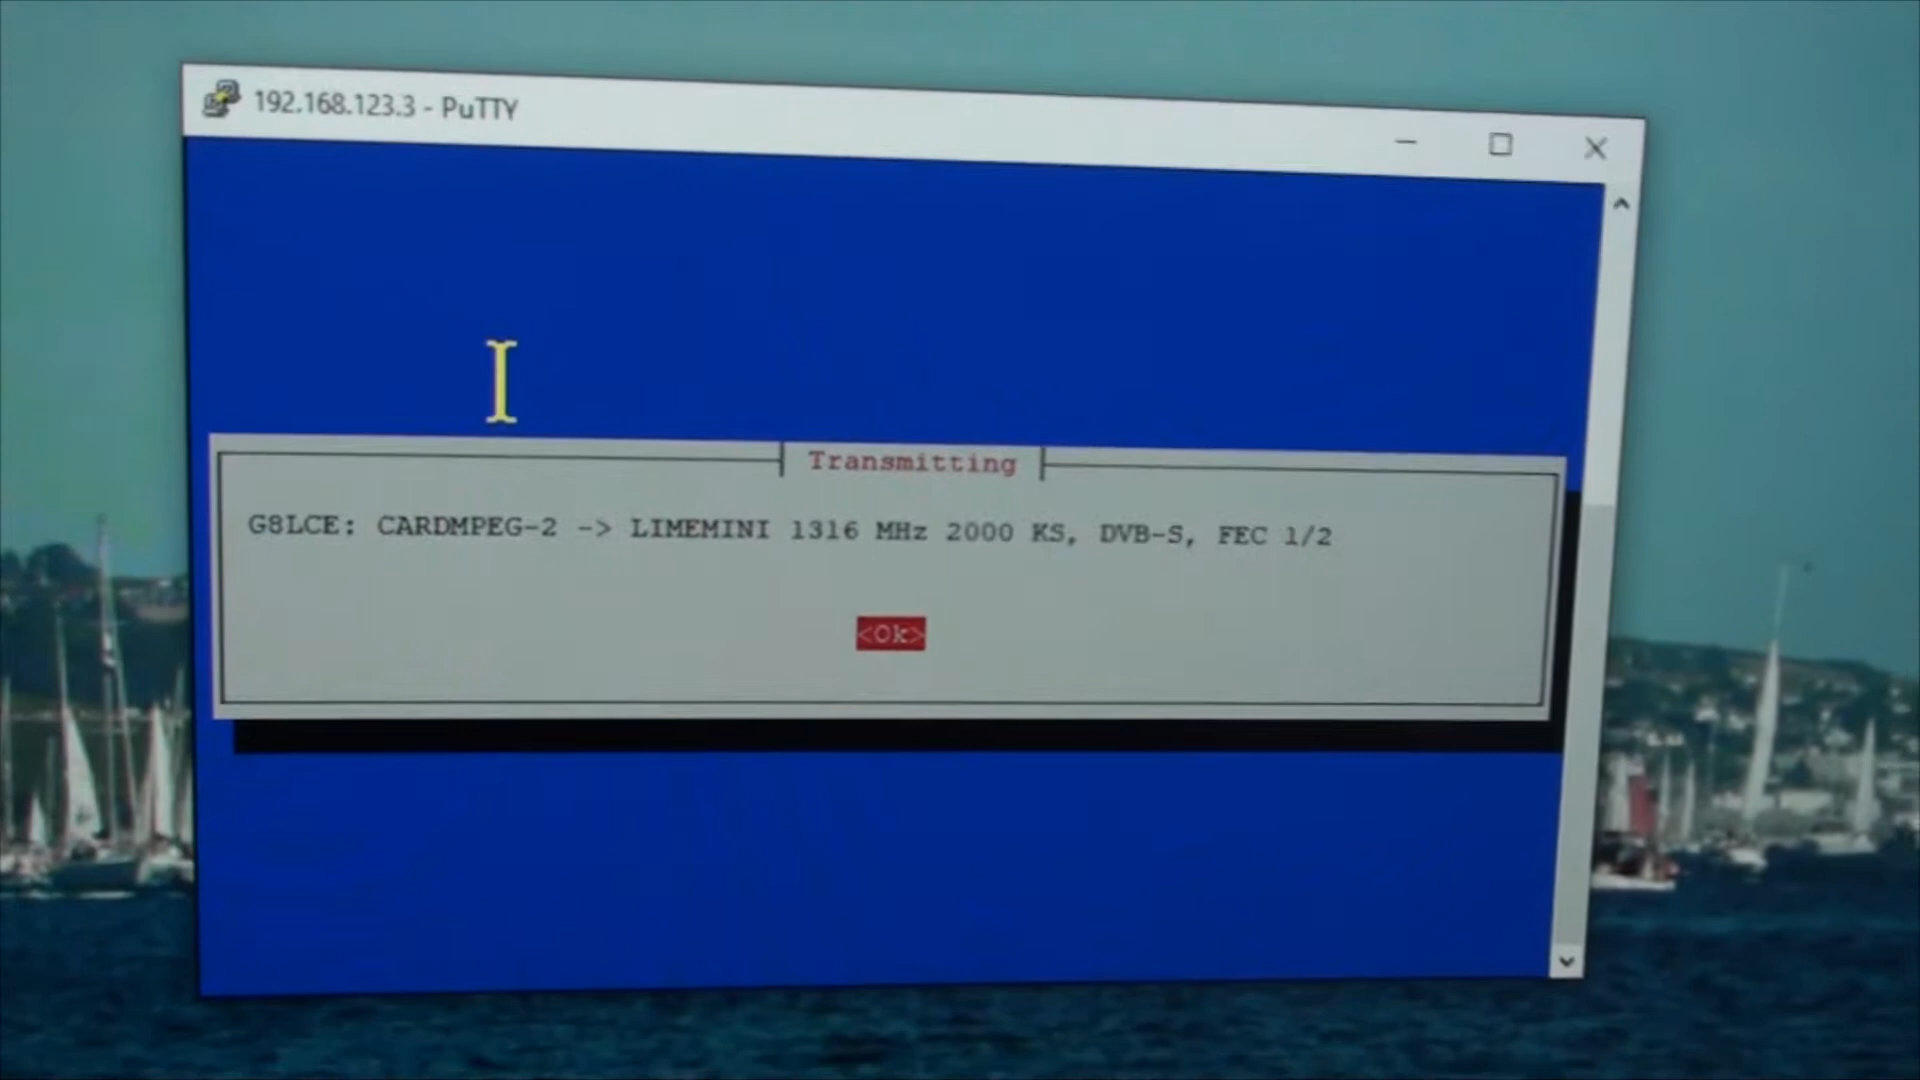 192.168.123.3 - PuTTY
Transmitting
G8LCE: CARDMPEG-2 -> LIMEMINI 1316 MHz 2000 KS, DVB-S, FEC 1/2
<Ok>